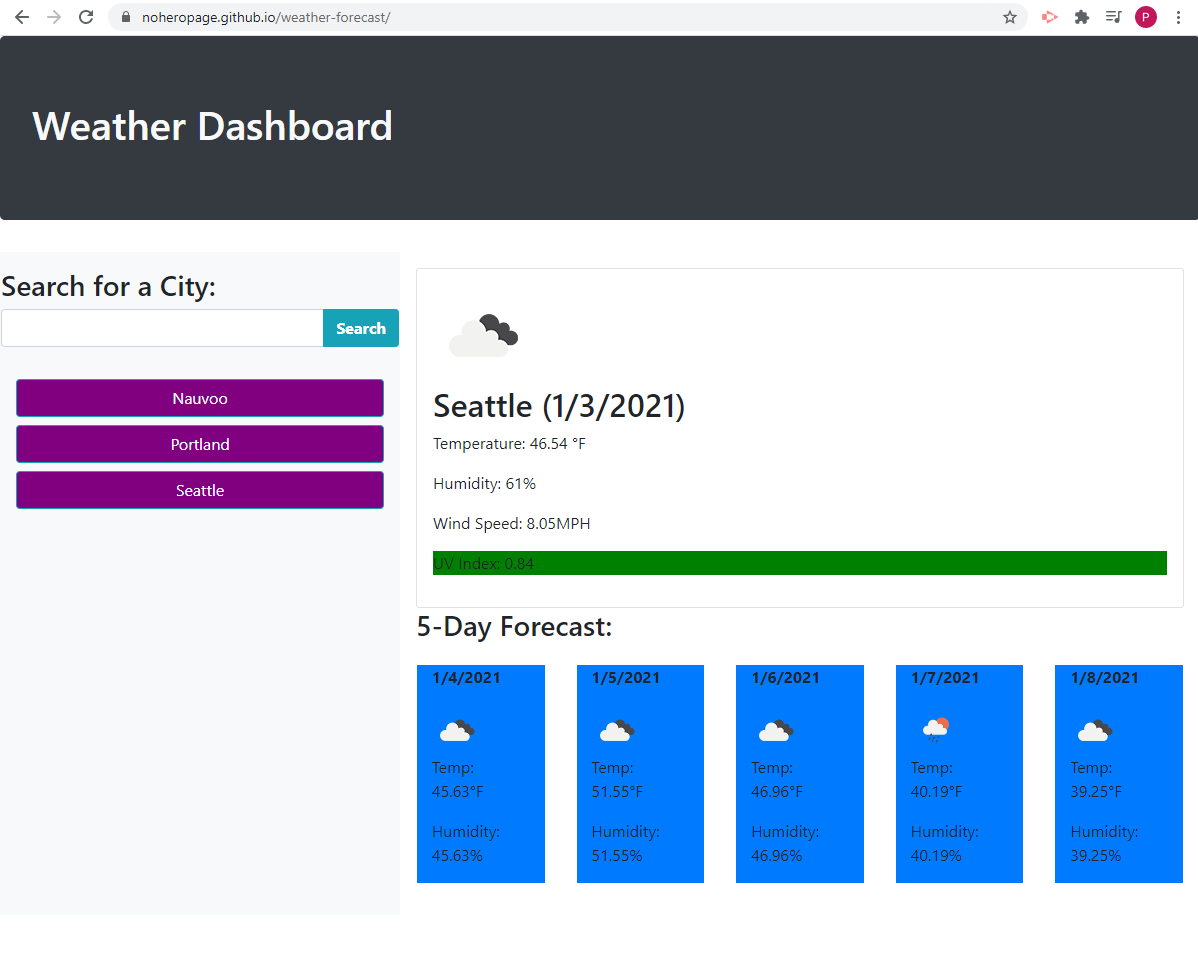 noheropage.github.io/weather-forecast/
P
Weather Dashboard
Search for a City:
Search
Nauvoo
Portland
Seattle
Seattle (1/3/2021)
Temperature: 46.54 °F
Humidity: 61%
Wind Speed: 8.05MPH
UV Index: 0.84
5-Day Forecast:
1/4/2021
Temp:
45.63°F
Humidity:
45.63%
1/5/2021
Temp:
51.55°F
Humidity:
51.55%
1/6/2021
Temp:
46.96°F
Humidity:
46.96%
1/7/2021
Temp:
40.19°F
Humidity:
40.19%
1/8/2021
Temp:
39.25°F
Humidity:
39.25%